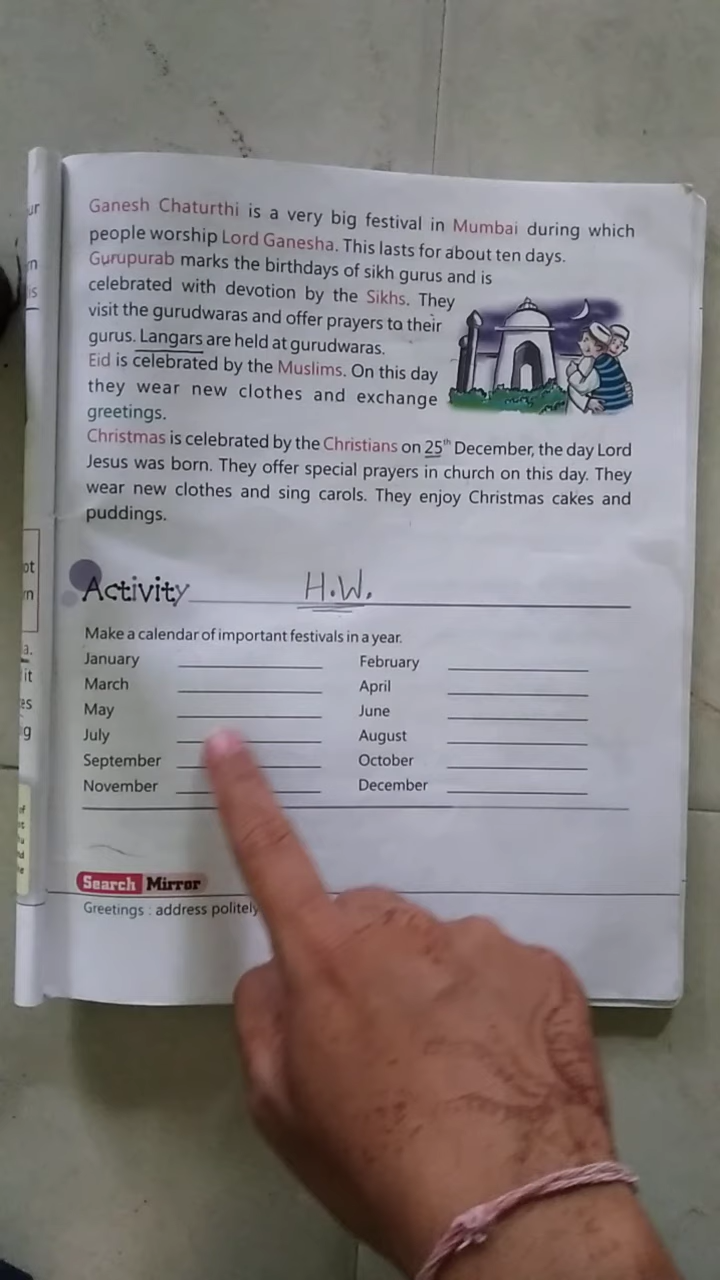 Ganesh Chaturthi is a very big festival in Mumbai during which
people worship Lord Ganesha. This lasts for about ten days.
Gurupurab marks the birthdays of sikh gurus and is
celebrated with devotion by the Sikhs. They
visit the gurudwaras and offer prayers to their
gurus. Langars are held at gurudwaras.
Eid is celebrated by the Muslims. On this day
they wear new clothes and exchange
greetings.
Christmas is celebrated by the Christians on 25th December, the day Lord
Jesus was born. They offer special prayers in church on this day. They
wear new clothes and sing carols. They enjoy Christmas cakes and
puddings.
Activity H.W.
Make a calendar of important festivals in a year.
January February
March April
May June
July August
September October
November December
Search Mirror
Greetings : address politely